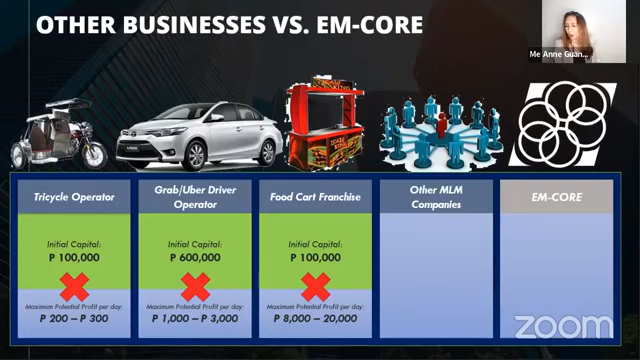 OTHER BUSINESSES VS. EM-CORE
Me Anne Guan...
Tricycle Operator
Initial Capital:
P 100,000
Maximum Potential Profit per day:
P 200 – P 300
Grab/Uber Driver
Operator
Initial Capital:
P 600,000
Maximum Potential Profit per day:
P 1,000 – P 3,000
Food Cart Franchise
Initial Capital:
P 100,000
Maximum Potential Profit per day:
P 8,000 – 20,000
Other MLM
Companies
EM-CORE
zoom